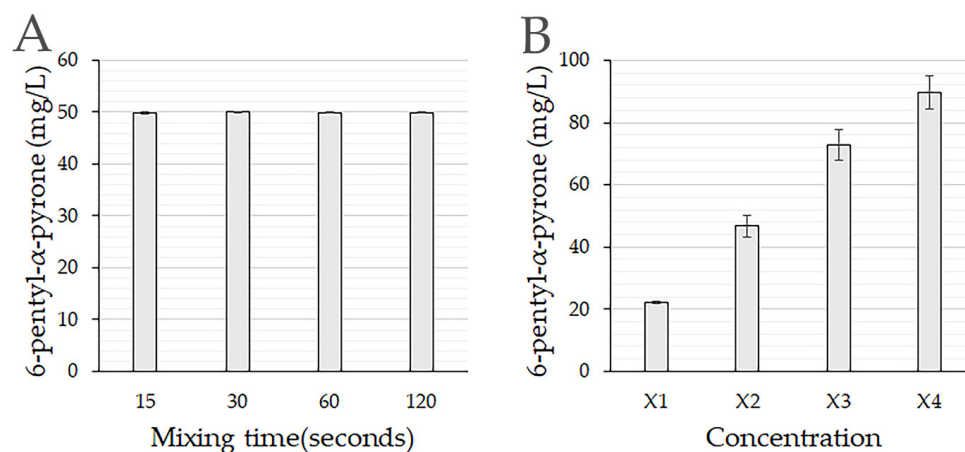 A
6-pentyl-α-pyrone (mg/L)
60
50
40
30
20
10
0
15 30 60 120
Mixing time(seconds)
B
6-pentyl-α-pyrone (mg/L)
100
80
60
40
20
0
X1 X2 X3 X4
Concentration